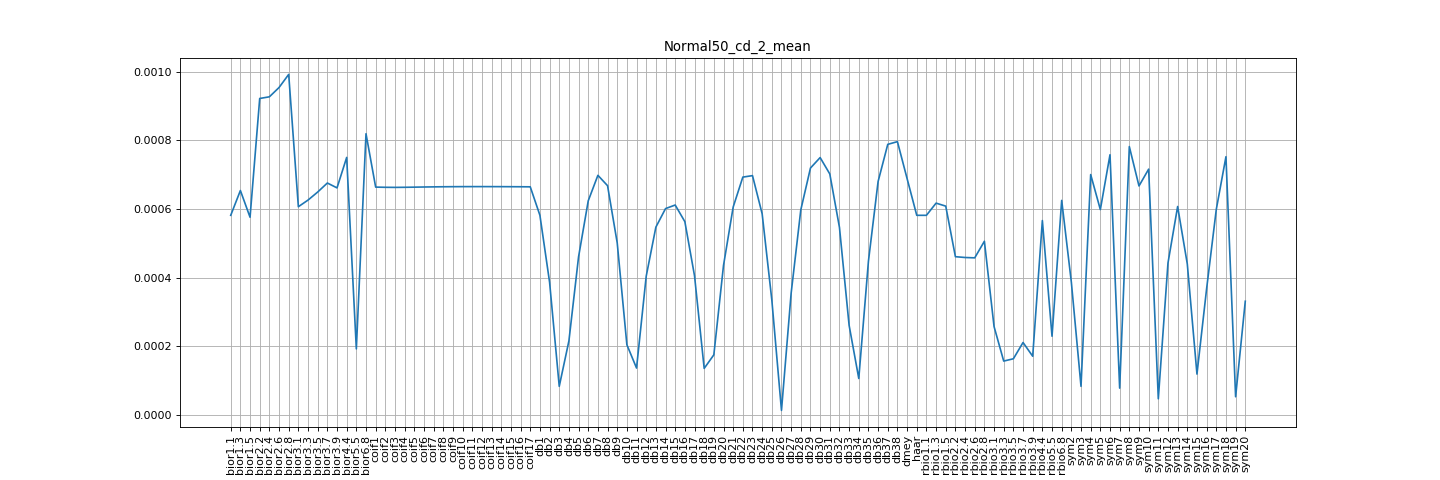 Normal50_cd_2_mean
0.0010
0.0008
0.0006
0.0004
0.0002
0.0000
bior1.1
bior1.3
bior1.5
bior2.2
bior2.4
bior2.6
bior2.8
bior3.1
bior3.3
bior3.5
bior3.7
bior3.9
bior4.4
bior5.5
bior6.8
coif1
coif2
coif3
coif4
coif5
coif6
coif7
coif8
coif9
coif10
coif11
coif12
coif13
coif14
coif15
coif16
coif17
db1
db2
db3
db4
db5
db6
db7
db8
db9
db10
db11
db12
db13
db14
db15
db16
db17
db18
db19
db20
db21
db22
db23
db24
db25
db26
db27
db28
db29
db30
db31
db32
db33
db34
db35
db36
db37
db38
dmey
haar
rbio1.1
rbio1.3
rbio1.5
rbio2.2
rbio2.4
rbio2.6
rbio2.8
rbio3.1
rbio3.3
rbio3.5
rbio3.7
rbio3.9
rbio4.4
rbio5.5
rbio6.8
sym2
sym3
sym4
sym5
sym6
sym7
sym8
sym9
sym10
sym11
sym12
sym13
sym14
sym15
sym16
sym17
sym18
sym19
sym20